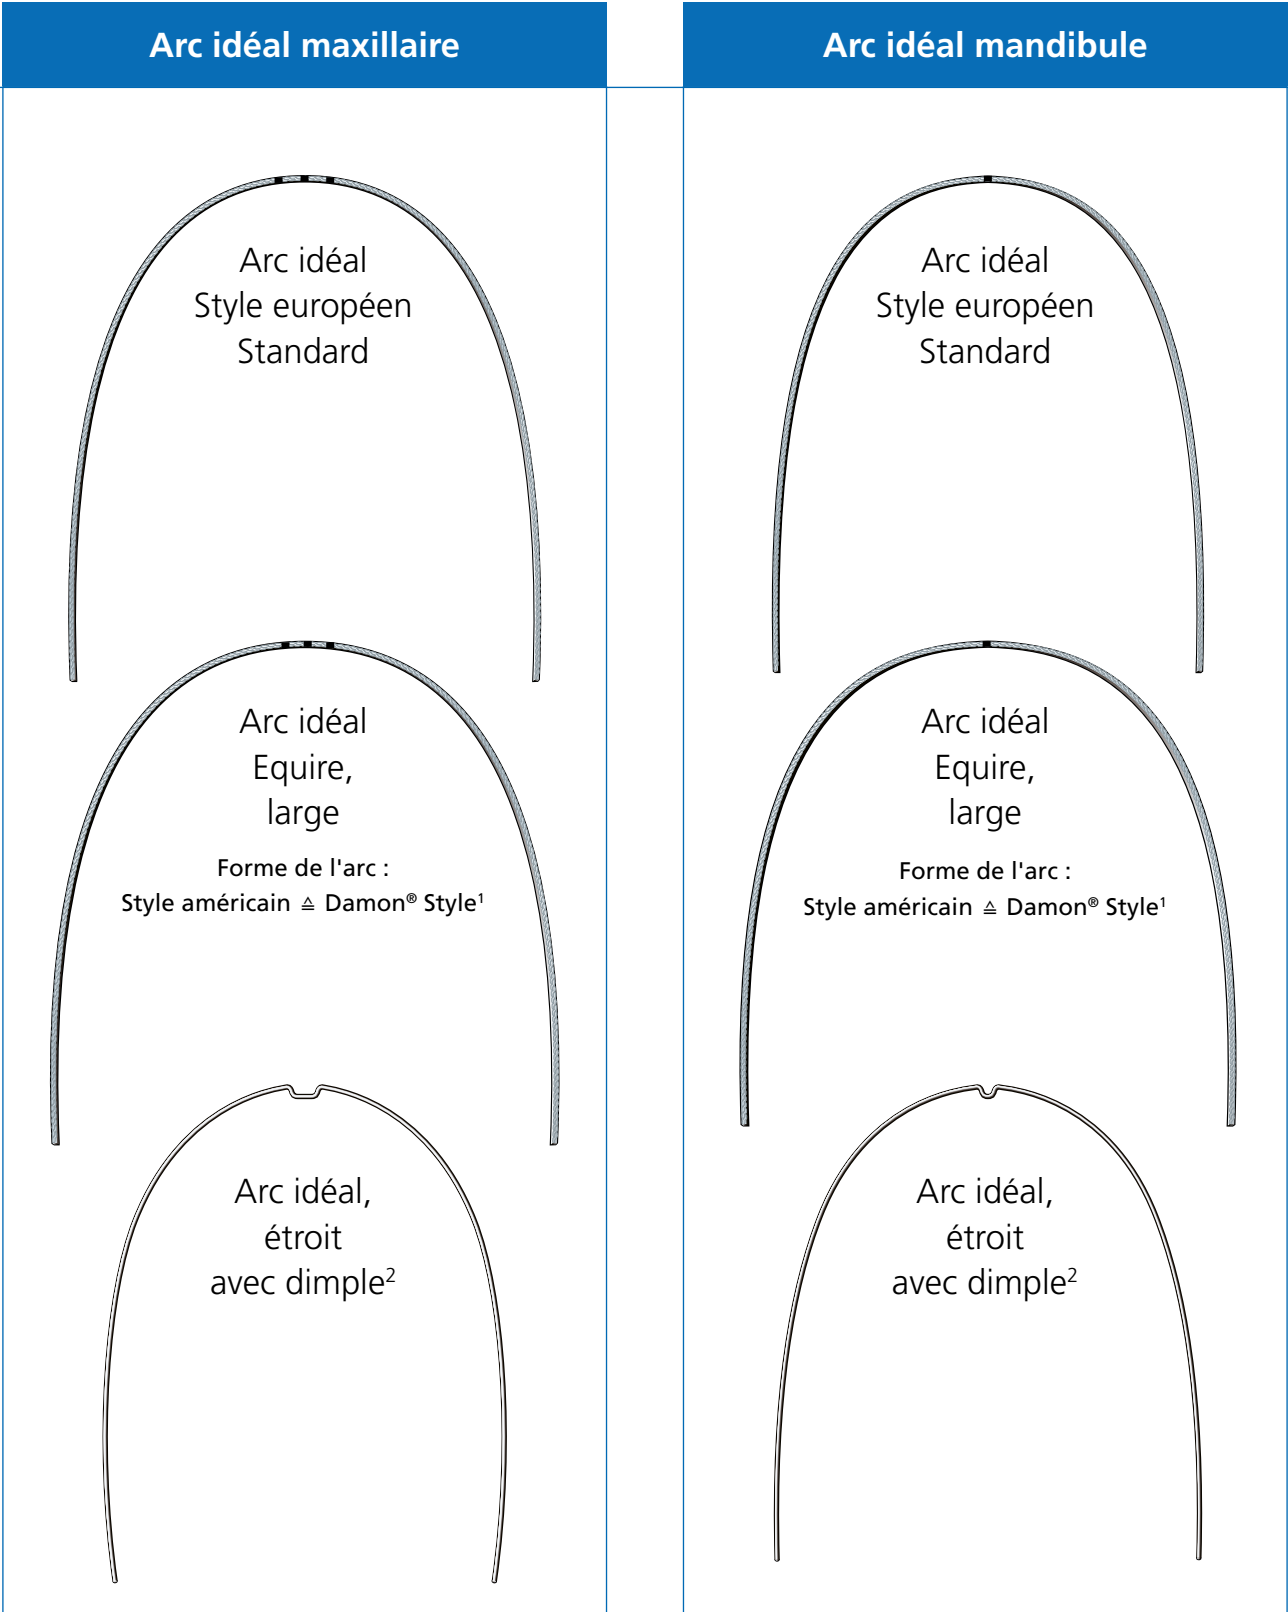 Arc idéal maxillaire
Arc idéal
Style européen
Standard
Arc idéal
Equire,
large
Forme de l'arc :
Style américain ≙ Damon® Style¹
Arc idéal,
étroit
avec dimple²
Arc idéal mandibule
Arc idéal
Style européen
Standard
Arc idéal
Equire,
large
Forme de l'arc :
Style américain ≙ Damon® Style¹
Arc idéal,
étroit
avec dimple²